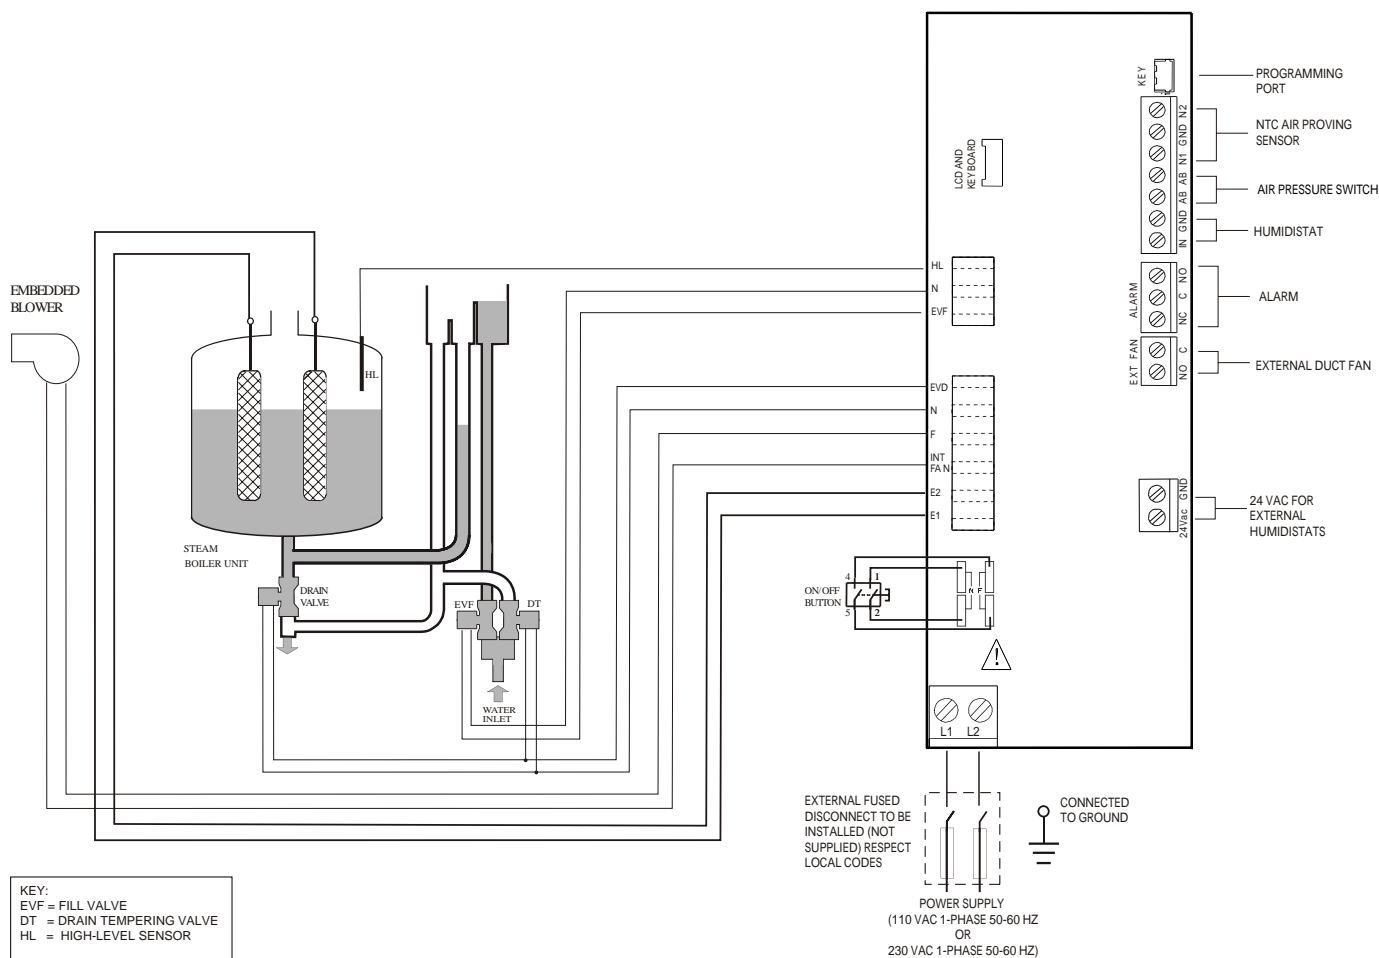 KEY
PROGRAMMING
PORT
N2
GND
N1
NTC AIR PROVING
SENSOR
AB
AB
AIR PRESSURE SWITCH
GND
IN
HUMIDISTAT
LCD AND
KEY BOARD
ALARM
NO
C
NC
ALARM
EXT FAN
C
NO
EXTERNAL DUCT FAN
GND
24Vac
24 VAC FOR
EXTERNAL
HUMIDISTATS
HL
N
EVF
EVD
N
F
INT
FAN
E2
E1
EMBEDDED
BLOWER
HL
STEAM
BOILER UNIT
DRAIN
VALVE
EVF
DT
WATER
INLET
ON/OFF
BUTTON
4
1
5
2
N F
!
L1
L2
EXTERNAL FUSED
DISCONNECT TO BE
INSTALLED (NOT
SUPPLIED) RESPECT
LOCAL CODES
CONNECTED
TO GROUND
POWER SUPPLY
(110 VAC 1-PHASE 50-60 HZ
OR
230 VAC 1-PHASE 50-60 HZ)
KEY:
EVF = FILL VALVE
DT = DRAIN TEMPERING VALVE
HL = HIGH-LEVEL SENSOR